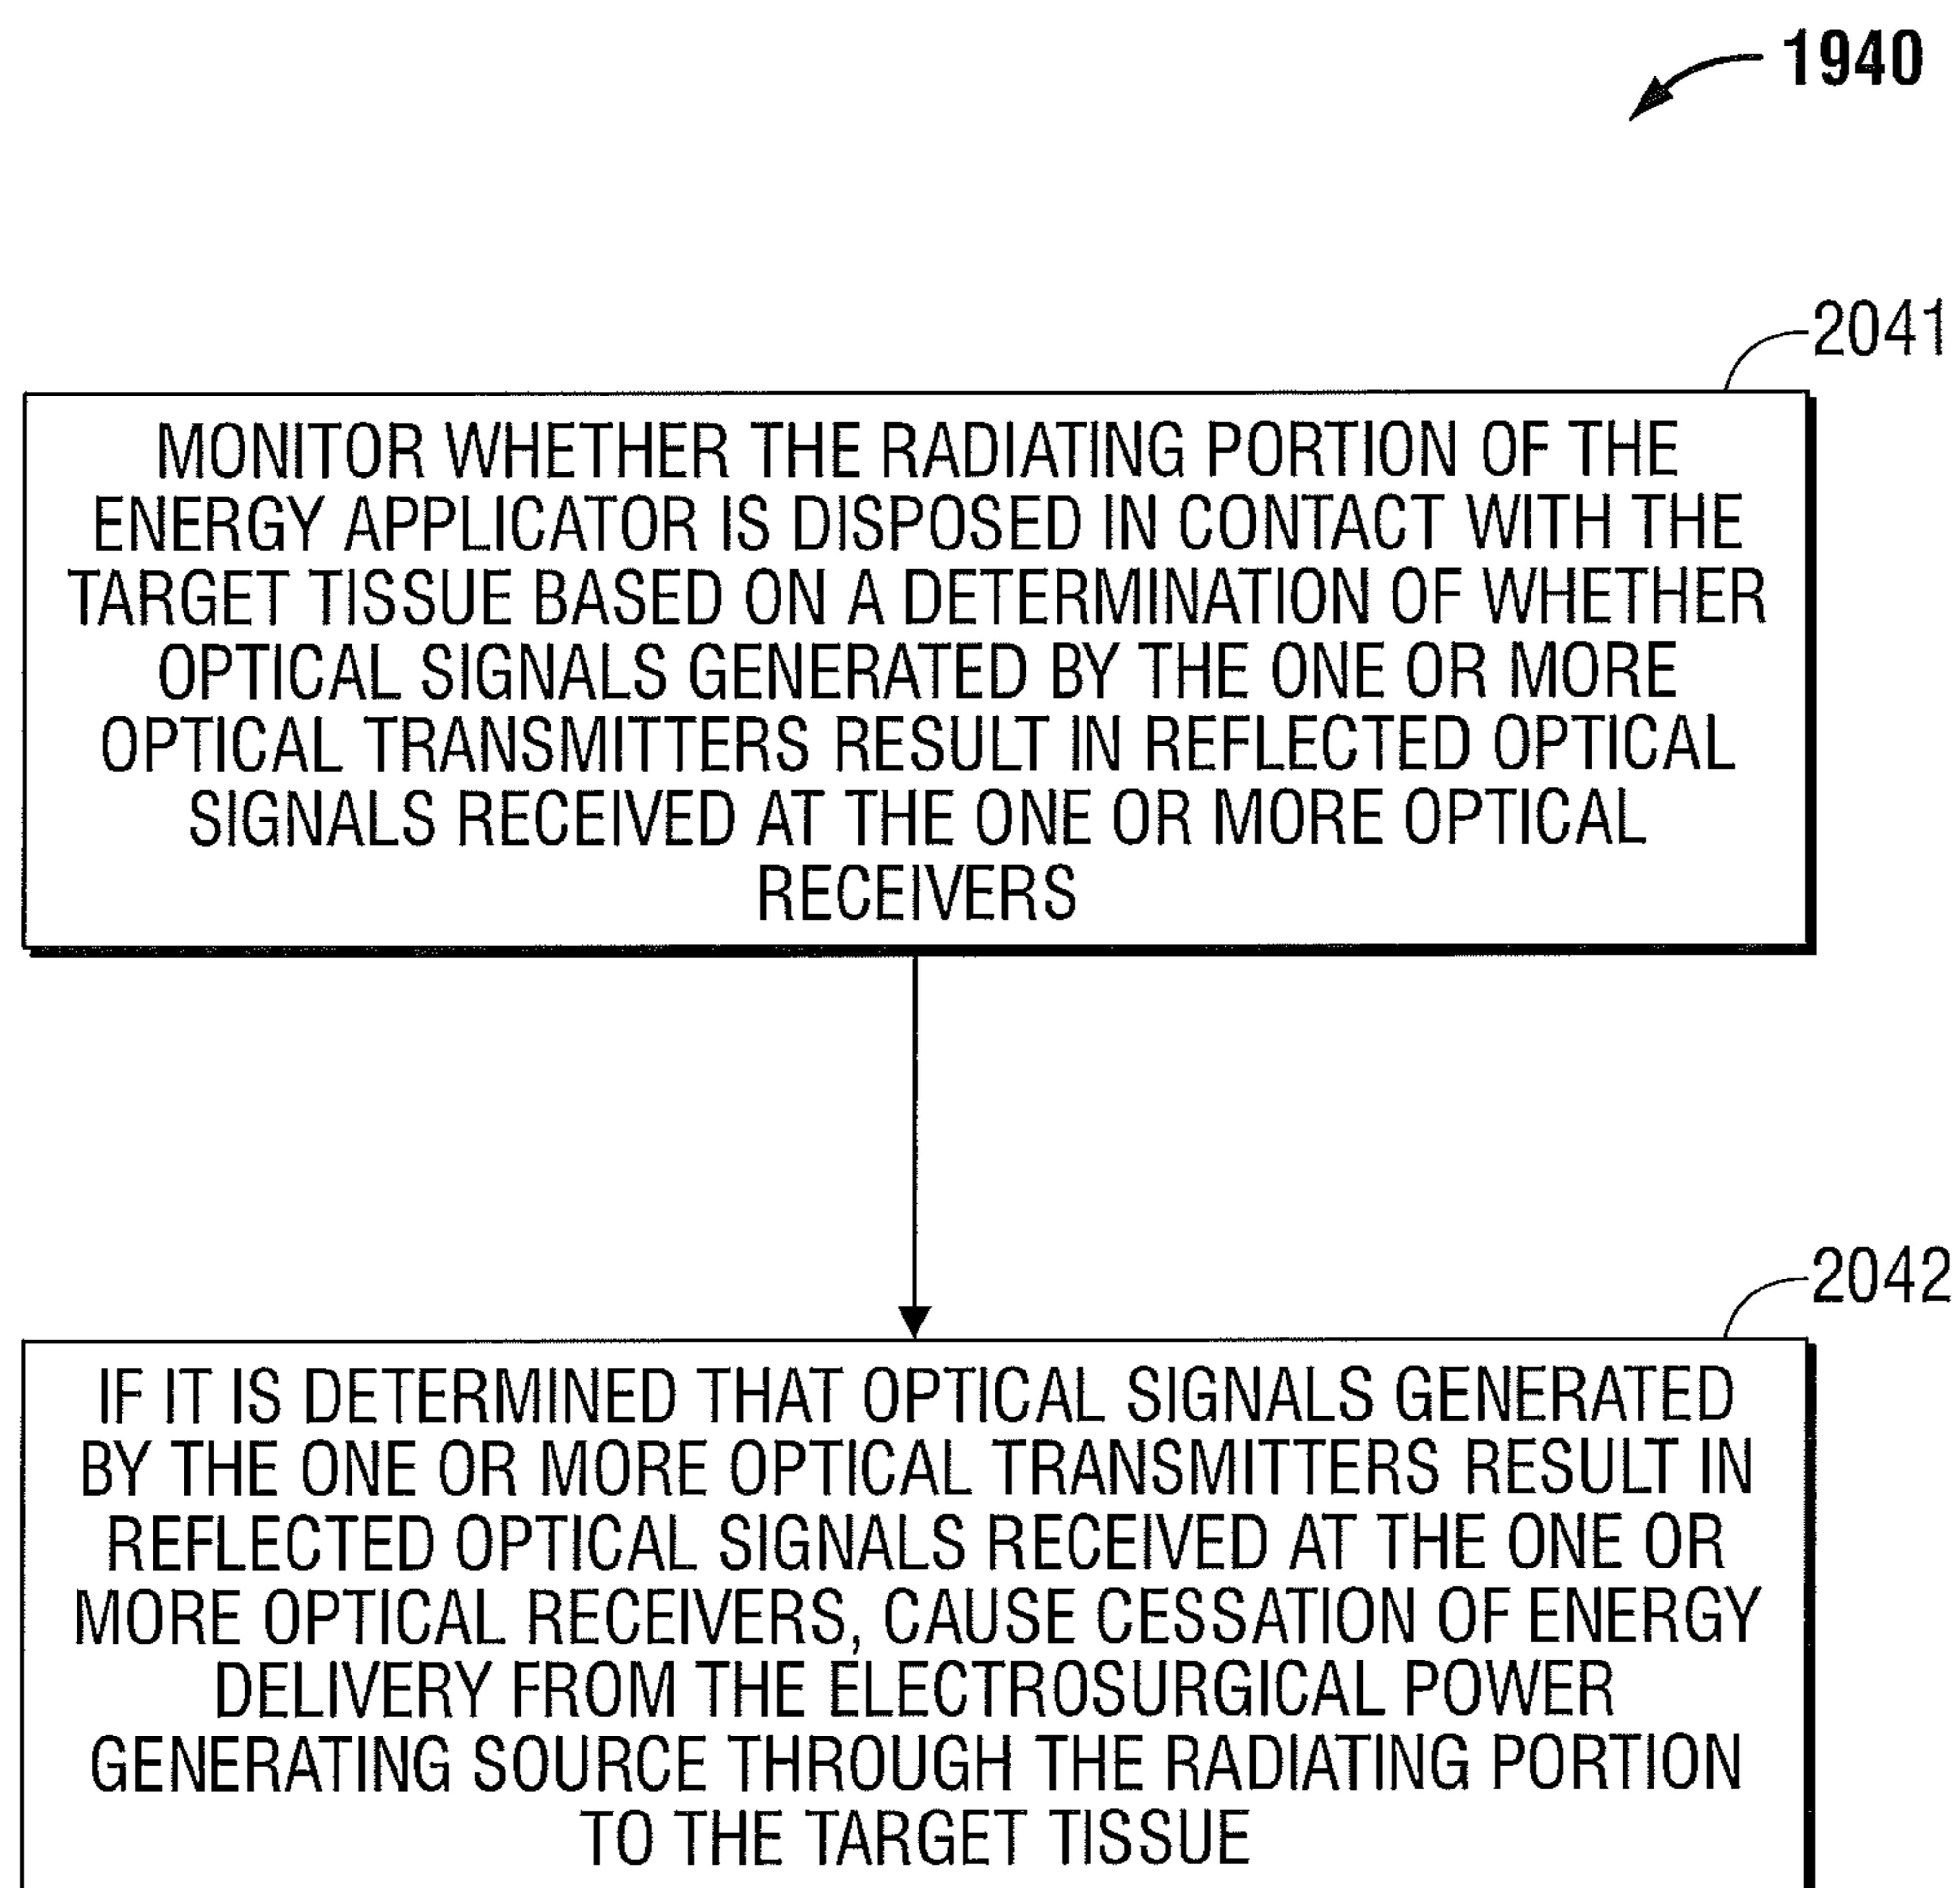 1940
2041
MONITOR WHETHER THE RADIATING PORTION OF THE
ENERGY APPLICATOR IS DISPOSED IN CONTACT WITH THE
TARGET TISSUE BASED ON A DETERMINATION OF WHETHER
OPTICAL SIGNALS GENERATED BY THE ONE OR MORE
OPTICAL TRANSMITTERS RESULT IN REFLECTED OPTICAL
SIGNALS RECEIVED AT THE ONE OR MORE OPTICAL
RECEIVERS
2042
IF IT IS DETERMINED THAT OPTICAL SIGNALS GENERATED
BY THE ONE OR MORE OPTICAL TRANSMITTERS RESULT IN
REFLECTED OPTICAL SIGNALS RECEIVED AT THE ONE OR
MORE OPTICAL RECEIVERS, CAUSE CESSATION OF ENERGY
DELIVERY FROM THE ELECTROSURGICAL POWER
GENERATING SOURCE THROUGH THE RADIATING PORTION
TO THE TARGET TISSUE